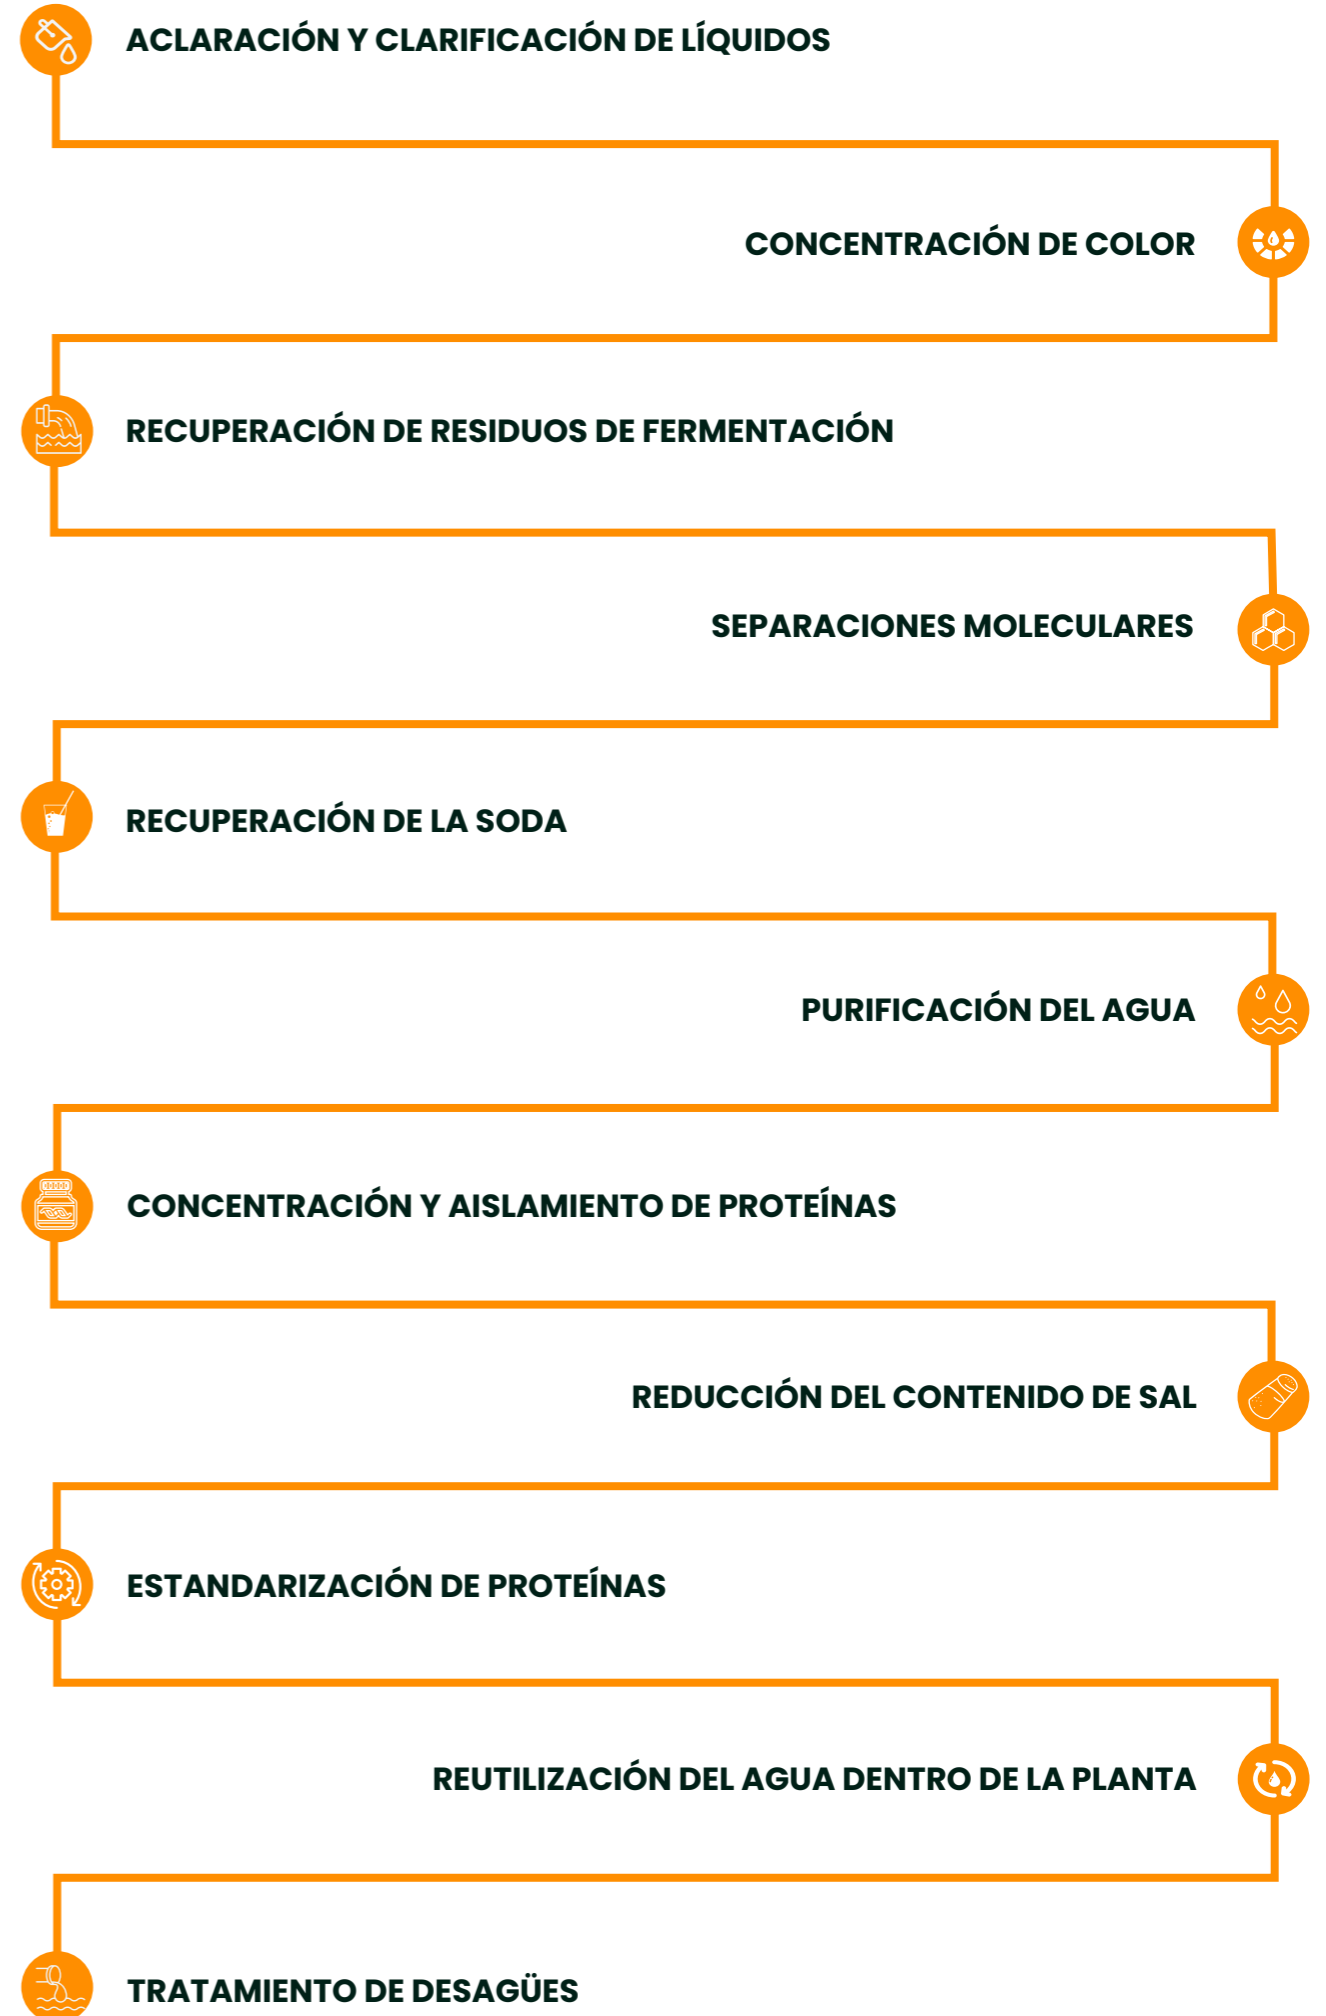 ACLARACIÓN Y CLARIFICACIÓN DE LÍQUIDOS
CONCENTRACIÓN DE COLOR
RECUPERACIÓN DE RESIDUOS DE FERMENTACIÓN
SEPARACIONES MOLECULARES
RECUPERACIÓN DE LA SODA
PURIFICACIÓN DEL AGUA
CONCENTRACIÓN Y AISLAMIENTO DE PROTEÍNAS
REDUCCIÓN DEL CONTENIDO DE SAL
ESTANDARIZACIÓN DE PROTEÍNAS
REUTILIZACIÓN DEL AGUA DENTRO DE LA PLANTA
TRATAMIENTO DE DESAGÜES